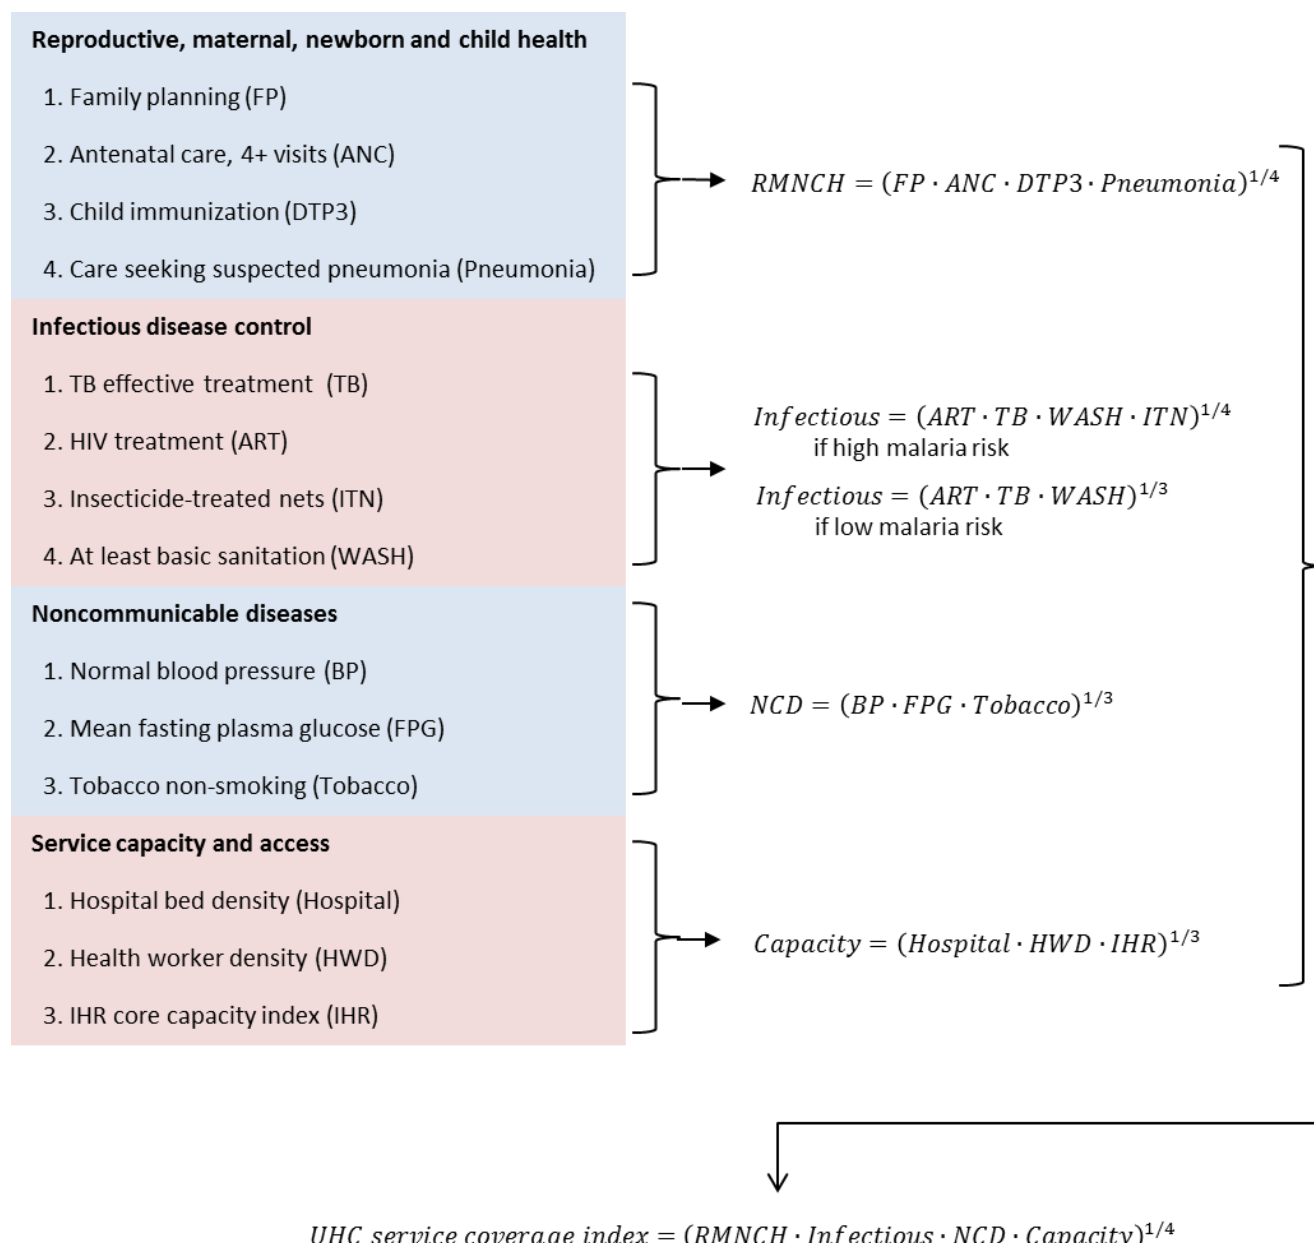 Reproductive, maternal, newborn and child health
1. Family planning (FP)
2. Antenatal care, 4+ visits (ANC)
3. Child immunization (DTP3)
4. Care seeking suspected pneumonia (Pneumonia)
RMNCH = (FP · ANC · DTP3 · Pneumonia)^{1/4}
Infectious disease control
1. TB effective treatment (TB)
2. HIV treatment (ART)
3. Insecticide-treated nets (ITN)
4. At least basic sanitation (WASH)
Infectious = (ART · TB · WASH · ITN)^{1/4}
if high malaria risk
Infectious = (ART · TB · WASH)^{1/3}
if low malaria risk
Noncommunicable diseases
1. Normal blood pressure (BP)
2. Mean fasting plasma glucose (FPG)
3. Tobacco non-smoking (Tobacco)
NCD = (BP · FPG · Tobacco)^{1/3}
Service capacity and access
1. Hospital bed density (Hospital)
2. Health worker density (HWD)
3. IHR core capacity index (IHR)
Capacity = (Hospital · HWD · IHR)^{1/3}
UHC service coverage index = (RMNCH · Infectious · NCD · Capacity)^{1/4}